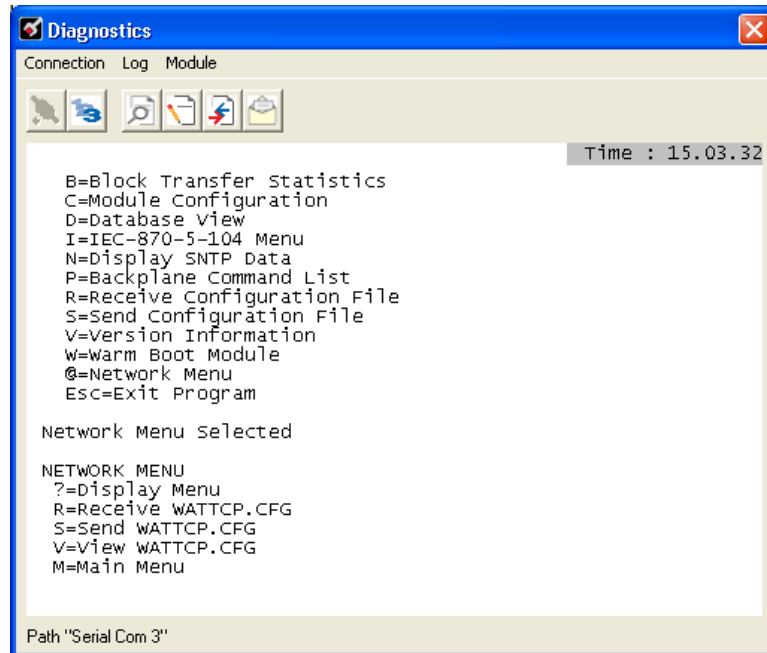 Diagnostics
Connection Log Module
3
Time : 15.03.32
B=Block Transfer Statistics
C=Module Configuration
D=Database View
I=IEC-870-5-104 Menu
N=Display SNTP Data
P=Backplane Command List
R=Receive Configuration File
S=Send Configuration File
V=Version Information
W=Warm Boot Module
@=Network Menu
Esc=Exit Program
Network Menu Selected
NETWORK MENU
?=Display Menu
R=Receive WATTCP.CFG
S=Send WATTCP.CFG
V=View WATTCP.CFG
M=Main Menu
Path "Serial Com 3"